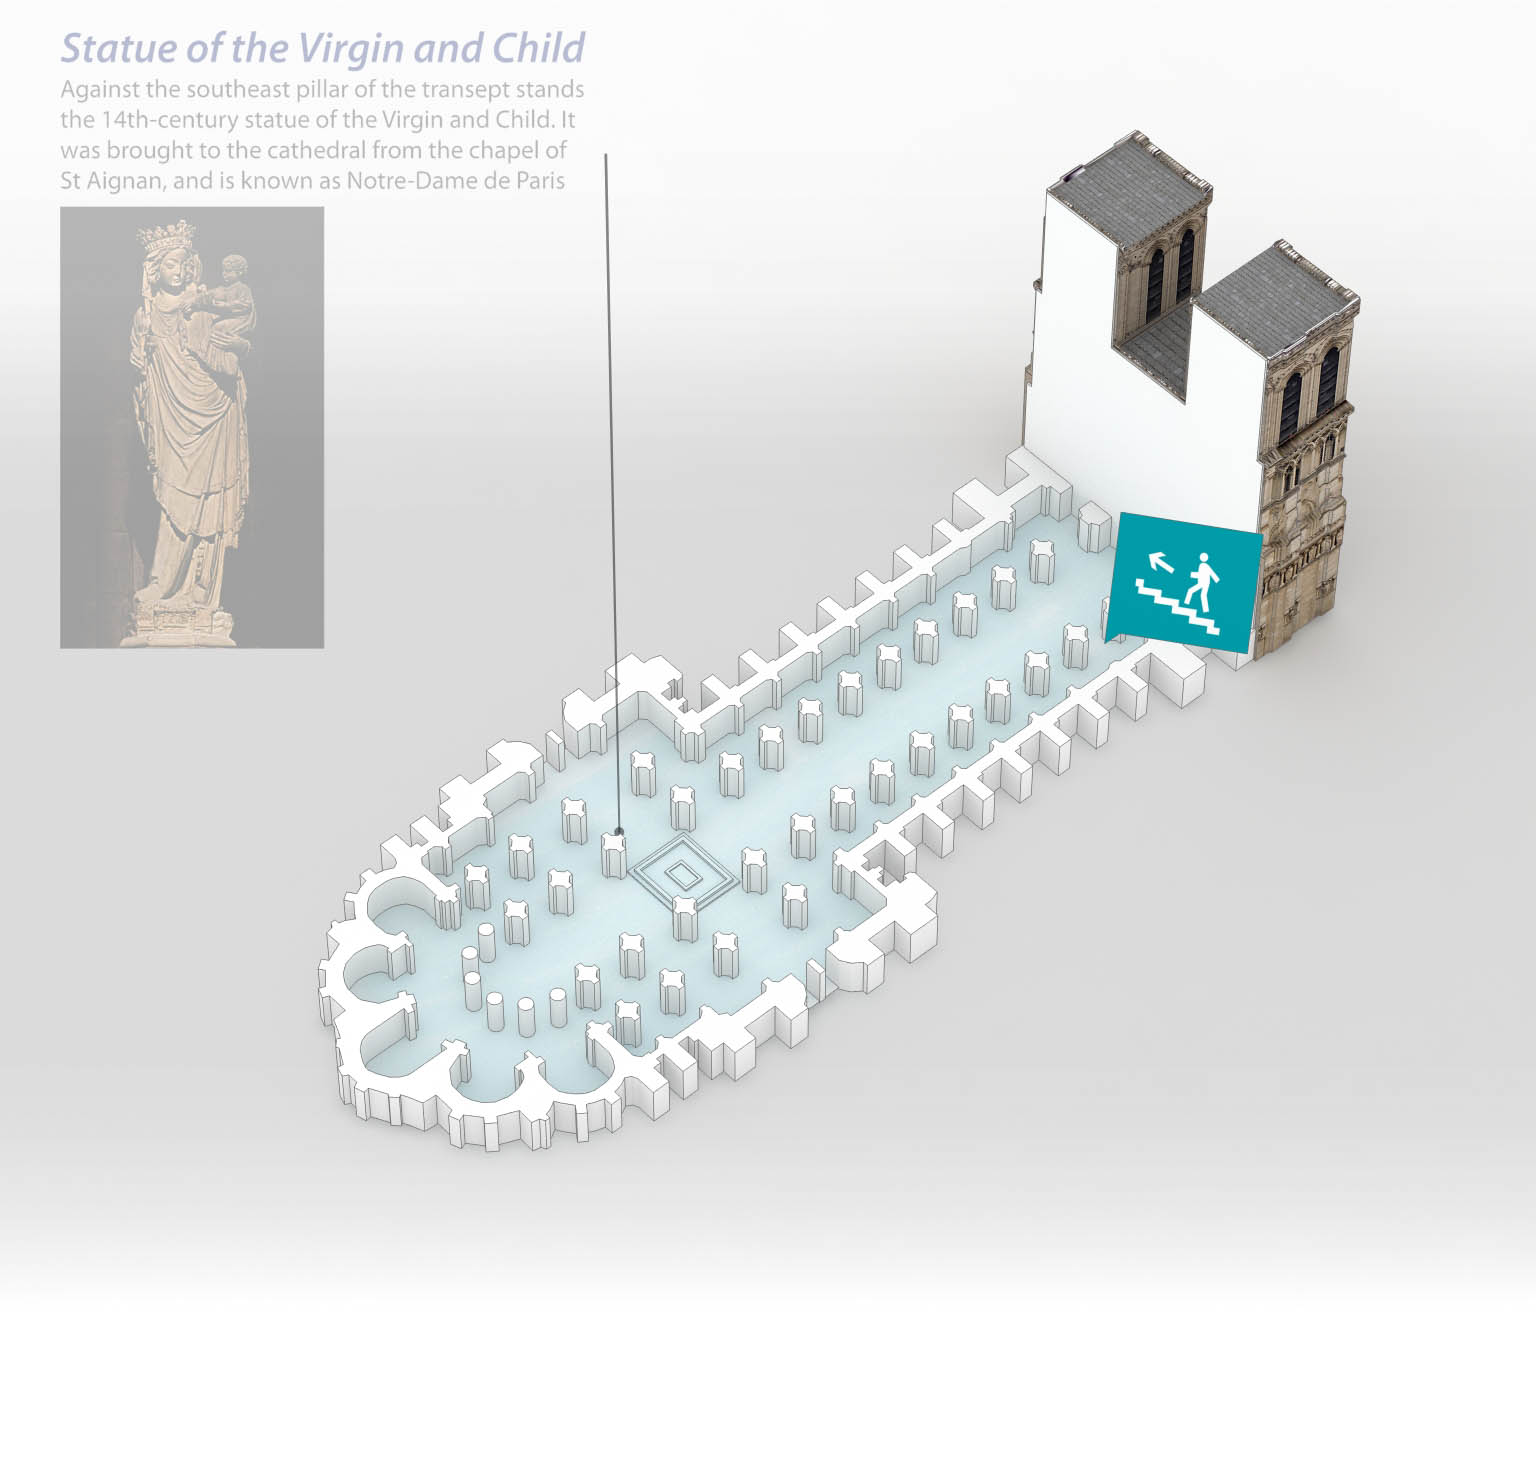 Statue of the Virgin and Child
Against the southeast pillar of the transept stands
the 14th-century statue of the Virgin and Child. It
was brought to the cathedral from the chapel of
St Aignan, and is known as Notre-Dame de Paris